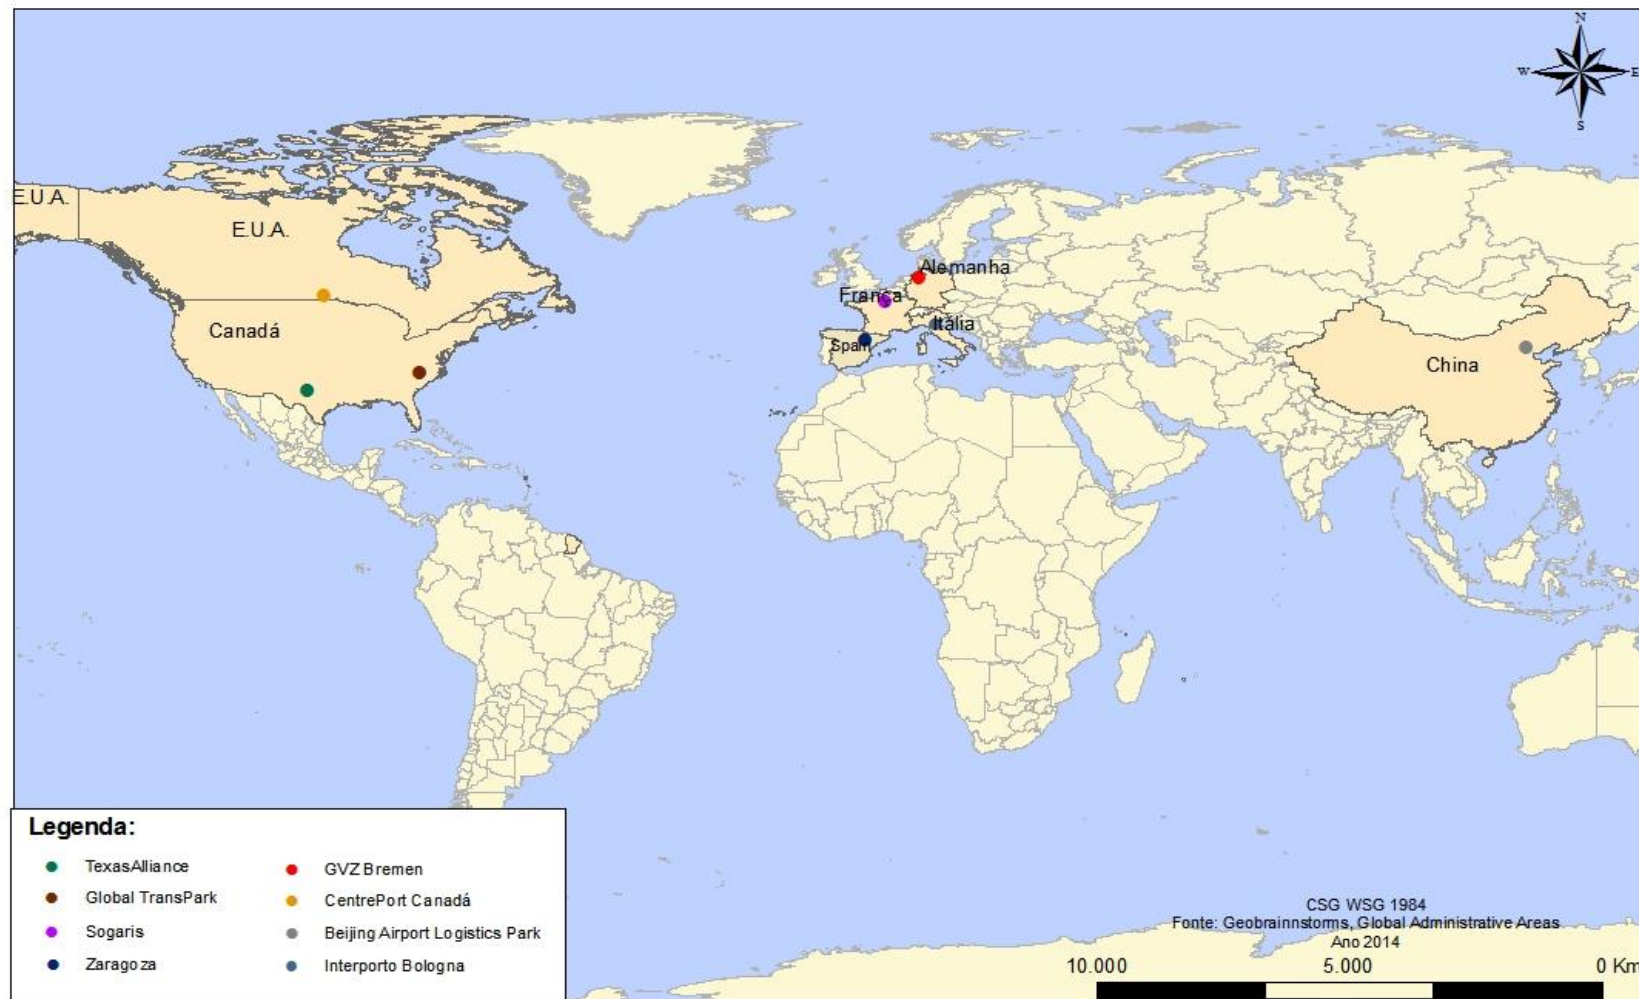 N
W
E
S
E.U.A.
E.U.A.
Canadá
Alemanha
França
Itália
Spain
China
Legenda:
TexasAlliance
GVZ Bremen
Global TransPark
CentrePort Canadá
Sogaris
Beijing Airport Logistics Park
Zaragoza
Interporto Bologna
CSG WSG 1984
Fonte: Geobrainnstorms, Global Administrative Areas
Ano 2014
10.000 5.000 0 Km